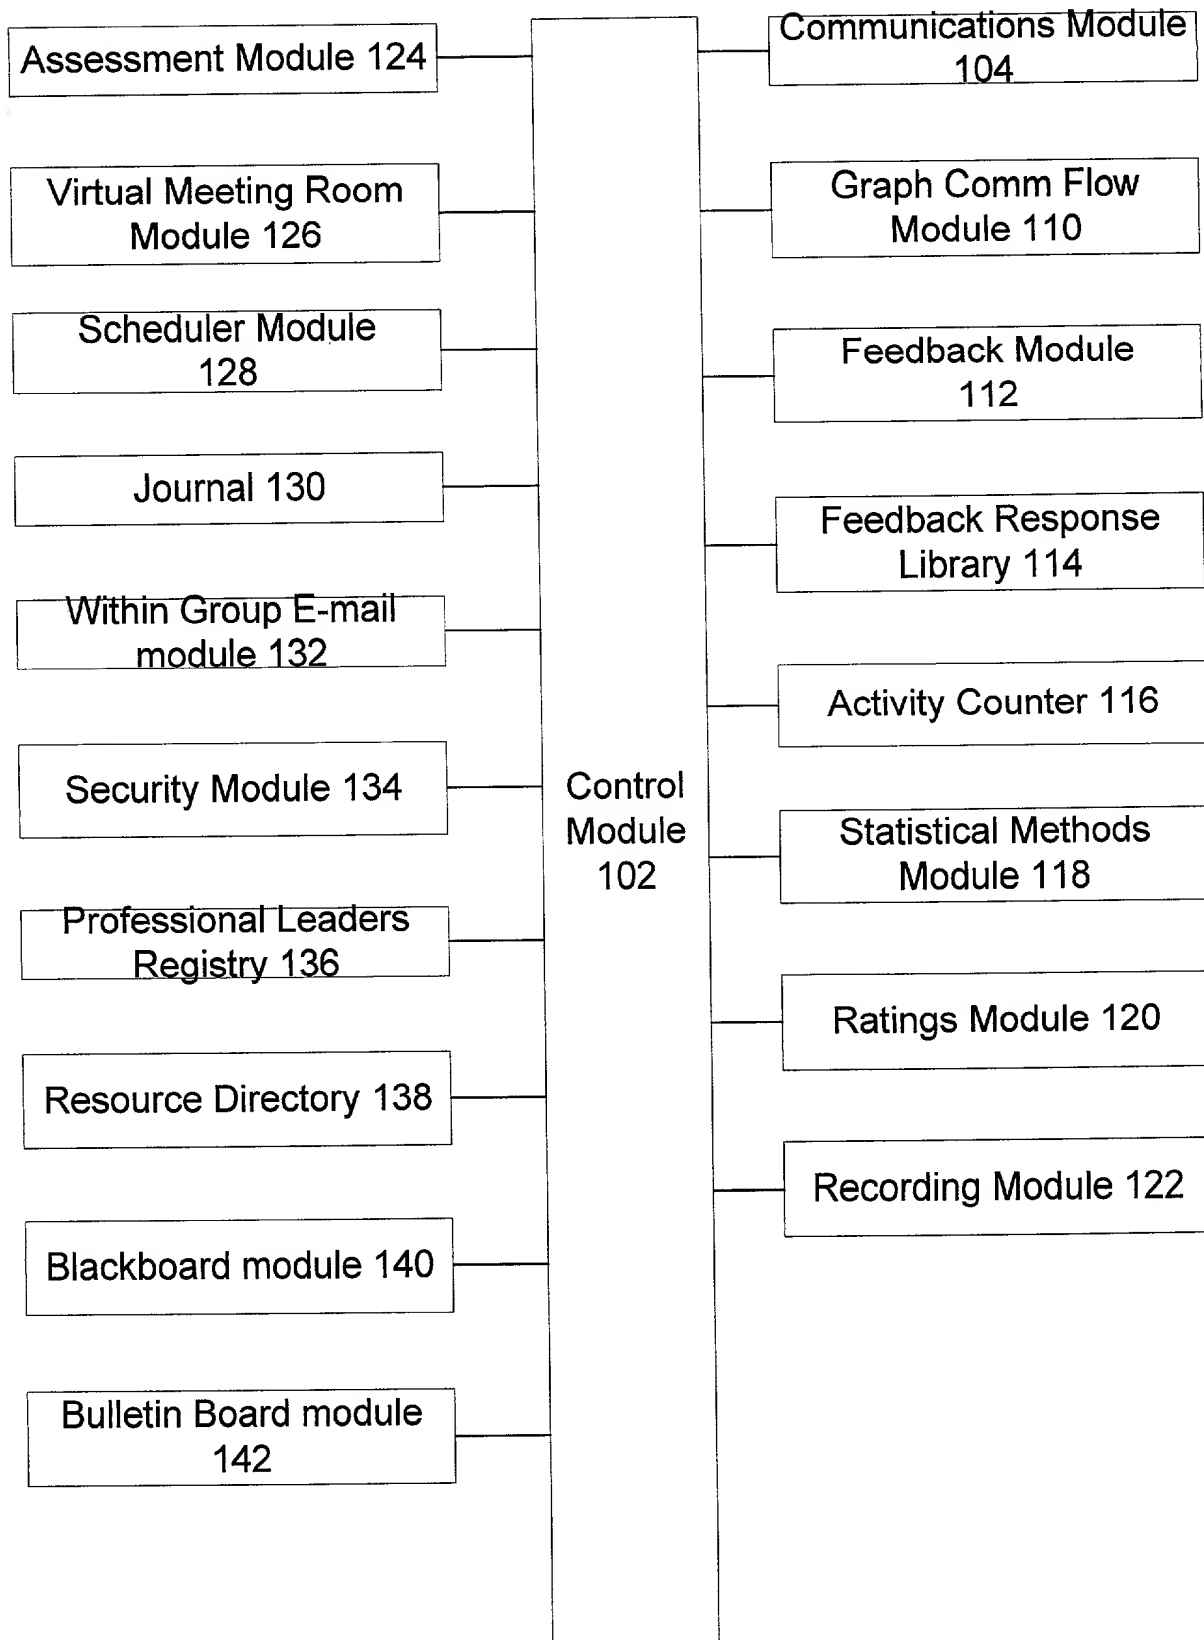 Assessment Module 124
Virtual Meeting Room
Module 126
Scheduler Module
128
Journal 130
Within Group E-mail
module 132
Security Module 134
Professional Leaders
Registry 136
Resource Directory 138
Blackboard module 140
Bulletin Board module
142
Control
Module
102
Communications Module
104
Graph Comm Flow
Module 110
Feedback Module
112
Feedback Response
Library 114
Activity Counter 116
Statistical Methods
Module 118
Ratings Module 120
Recording Module 122